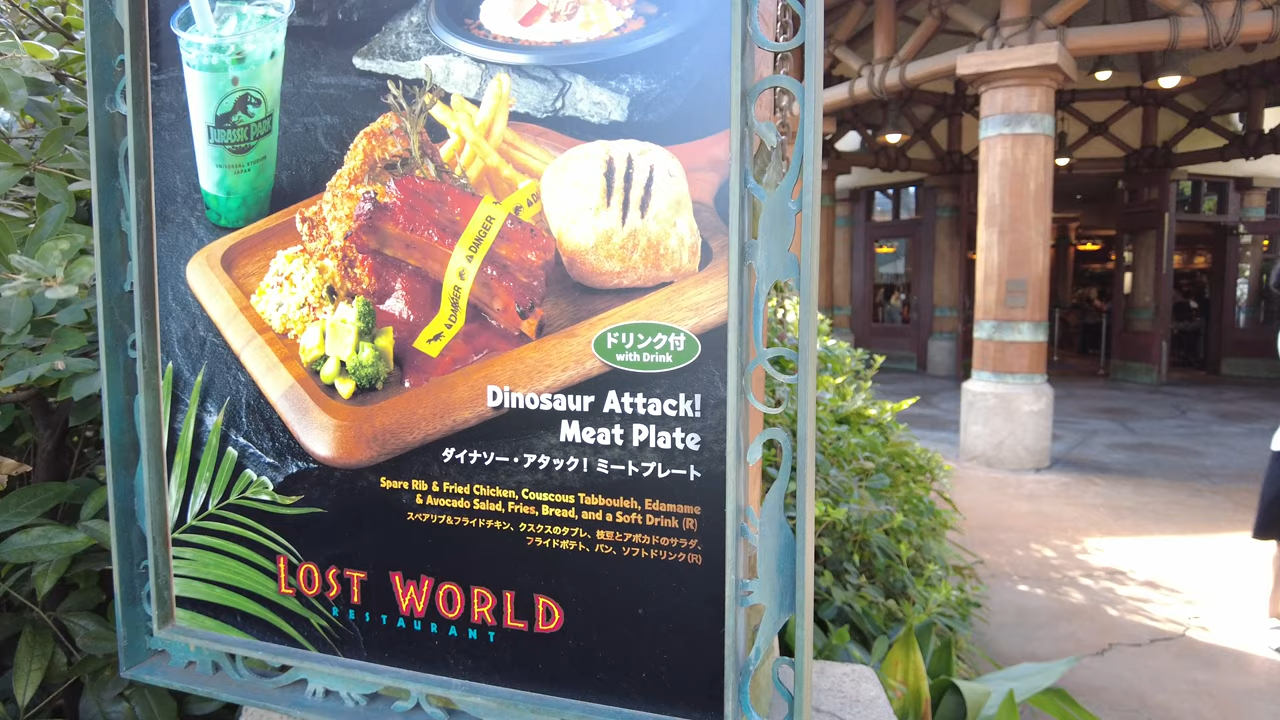 JURASSIC PARK
UNIVERSAL STUDIOS
JAPAN
DANGER
DANGER
ドリンク付
with Drink
Dinosaur Attack!
Meat Plate
ダイナソー・アタック! ミートプレート
Spare Rib & Fried Chicken, Couscous Tabbouleh, Edamame
& Avocado Salad, Fries, Bread, and a Soft Drink (R)
スペアリブ&フライドチキン、クスクスのタブレ、枝豆とアボカドのサラダ、
フライドポテト、パン、ソフトドリンク(R)
LOST WORLD
RESTAURANT